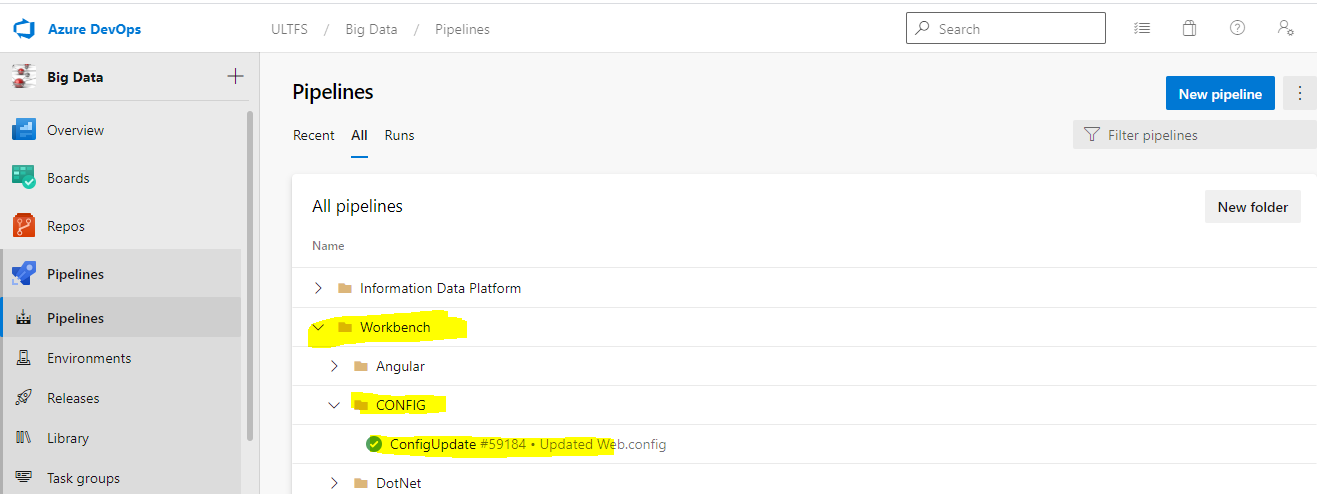 Azure DevOps
ULTFS / Big Data / Pipelines
Search
Big Data
Overview
Boards
Repos
Pipelines
Pipelines
Environments
Releases
Library
Task groups
Pipelines
New pipeline
Recent All Runs
Filter pipelines
All pipelines
New folder
Name
Information Data Platform
Workbench
Angular
CONFIG
ConfigUpdate #59184 • Updated Web.config
DotNet